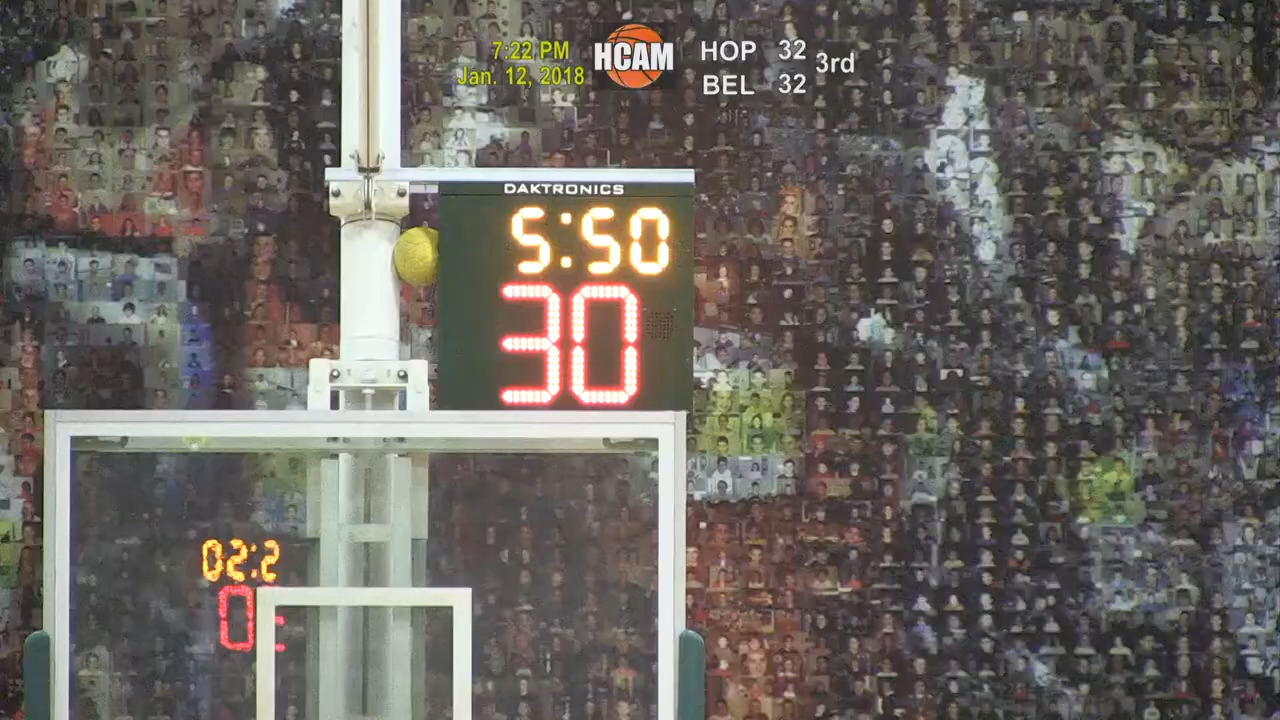 7:22 PM
Jan. 12, 2018
HCAM
HOP 32
BEL 32
3rd
DAKTRONICS
5:50
30